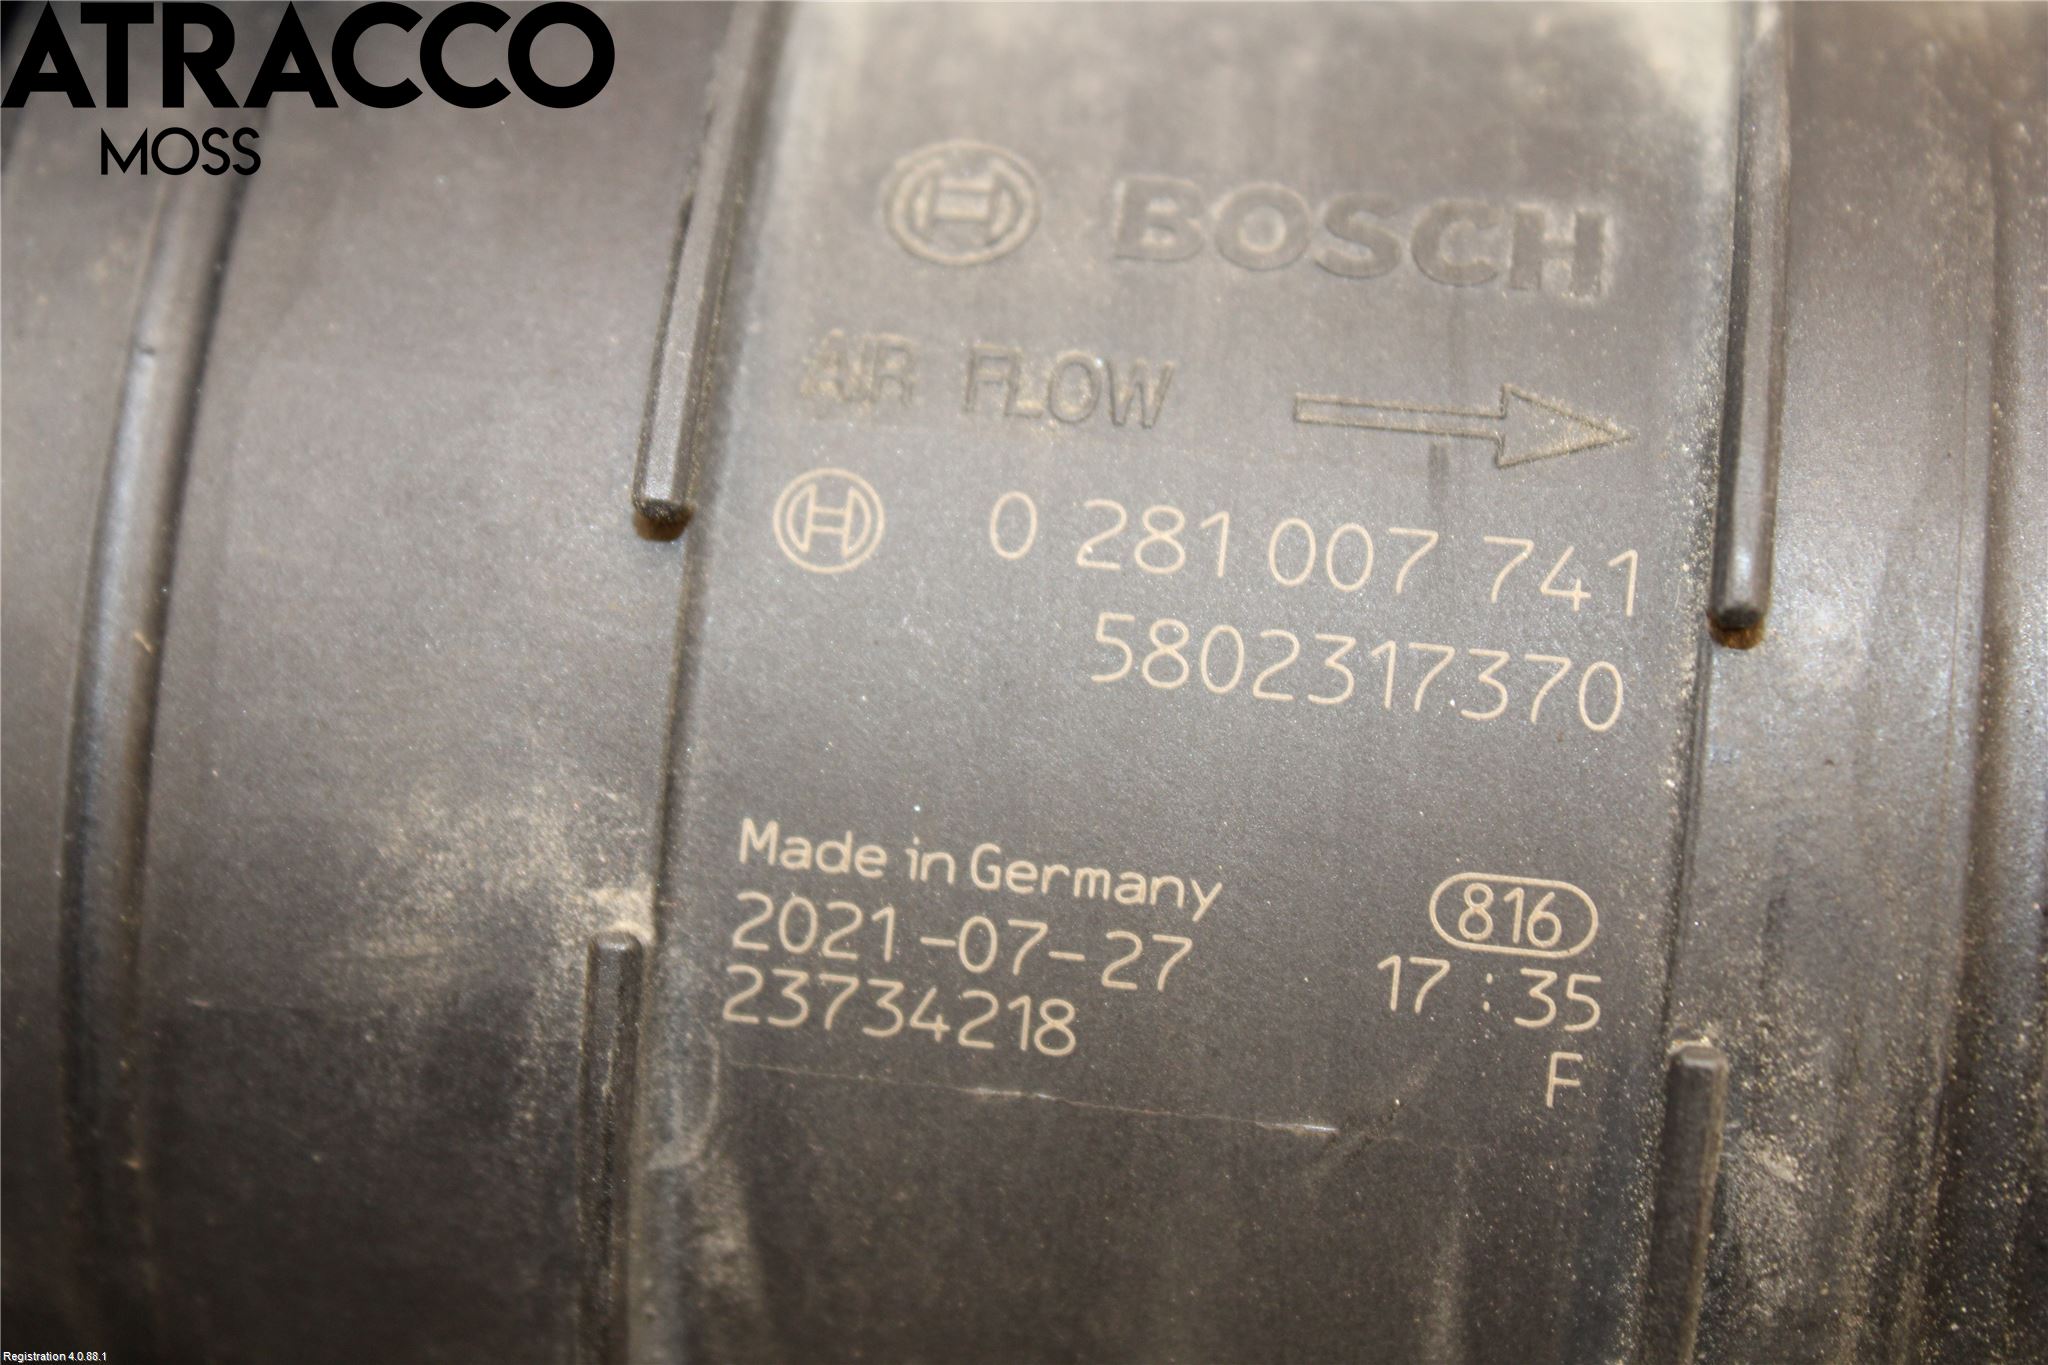 ATRACCO
MOSS
BOSCH
AIR FLOW
0 281 007 741
5802317370
Made in Germany
2021-07-27
23734218
816
17:35
F
Registration 4.0.88.1